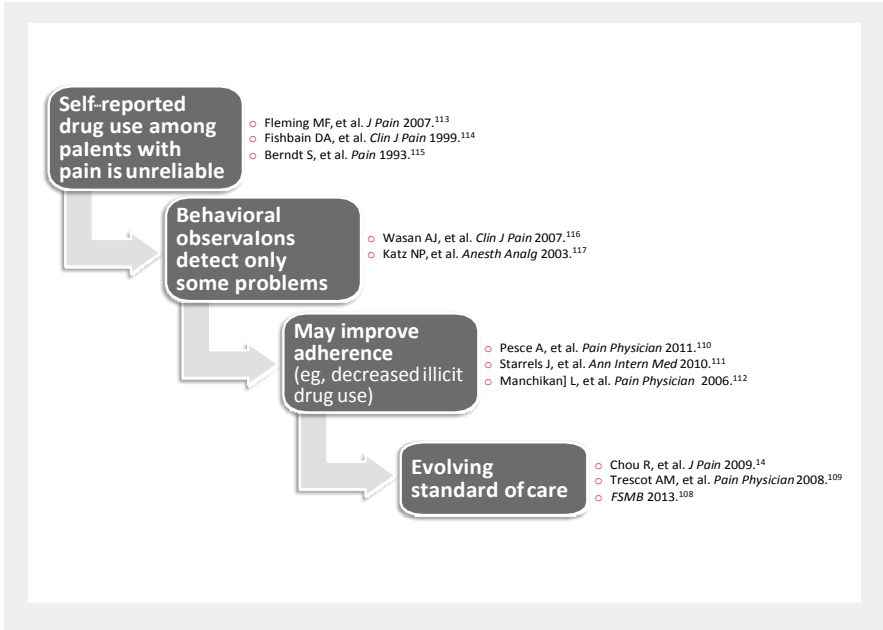 Self-reported
drug use among
palents with
pain is unreliable
○ Fleming MF, et al. J Pain 2007.113
○ Fishbain DA, et al. Clin J Pain 1999.114
○ Berndt S, et al. Pain 1993.115
Behavioral
observalons
detect only
some problems
○ Wasan AJ, et al. Clin J Pain 2007.116
○ Katz NP, et al. Anesth Analg 2003.117
May improve
adherence
(eg, decreased illicit
drug use)
○ Pesce A, et al. Pain Physician 2011.110
○ Starrels J, et al. Ann Intern Med 2010.111
○ Manchikan] L, et al. Pain Physician 2006.112
Evolving
standard of care
○ Chou R, et al. J Pain 2009.14
○ Trescot AM, et al. Pain Physician 2008.109
○ FSMB 2013.108